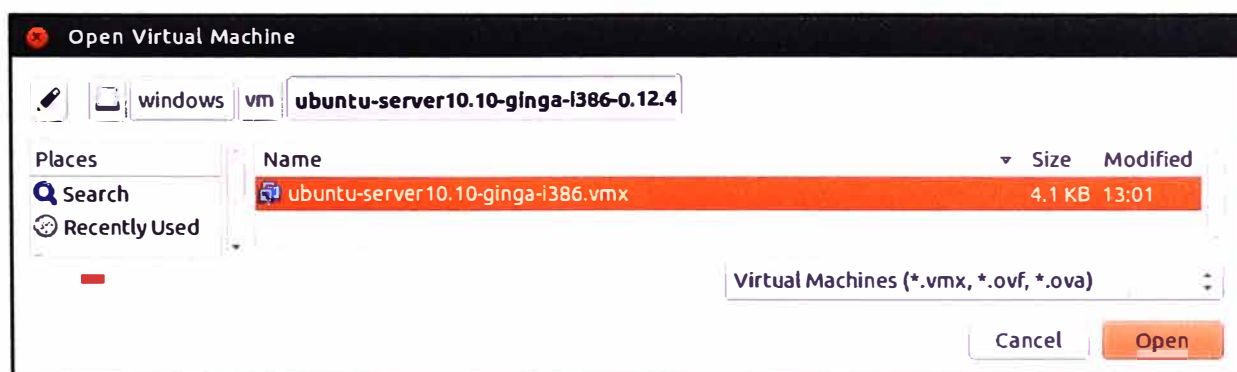 Open Virtual Machine
windows vm ubuntu-server10.10-ginga-i386-0.12.4
Places Name Size Modified
Search ubuntu-server10.10-ginga-i386.vmx 4.1 KB 13:01
Recently Used
Virtual Machines (*.vmx, *.ovf, *.ova)
Cancel Open